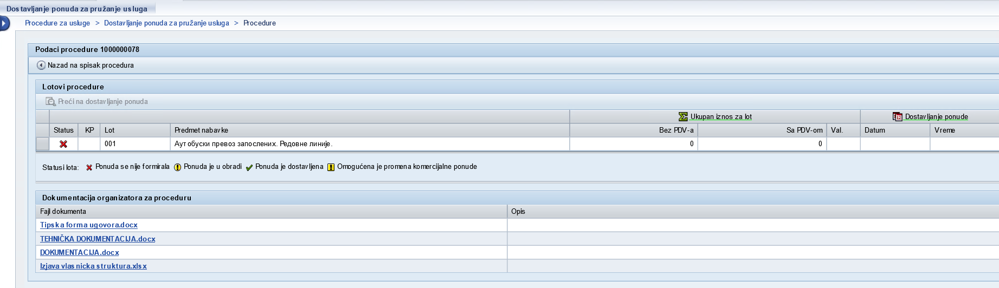 Dostavljanje ponuda za pružanje usluga
Procedure za usluge > Dostavljanje ponuda za pružanje usluga > Procedure
Podaci procedure 1000000078
Nazad na spisak procedura
Lotovi procedure
Preći na dostavljanje ponuda
Ukupan iznos za lot Dostavljanje ponude
Status KP Lot Predmet nabavke Bez PDV-a Sa PDV-om Val. Datum Vreme
001 Аутобуски превоз запослених. Редовне линије. 0 0
Statusi lota: Ponuda se nije formirala Ponuda je u obradi Ponuda je dostavljena Omogućena je promena komercijalne ponude
Dokumentacija organizatora za proceduru
Fajl dokumenta Opis
Tipska forma ugovora.docx
TEHNIČKA DOKUMENTACIJA.docx
DOKUMENTACIJA.docx
Izjava vlasnicka struktura.xlsx